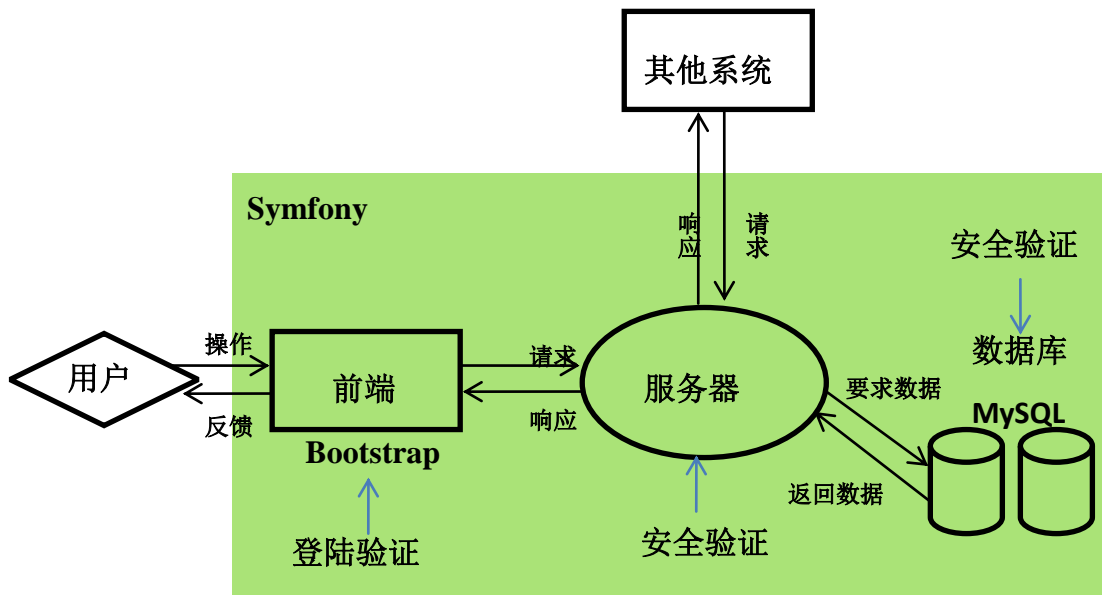 其他系统
Symfony
响应
请求
安全验证
数据库
MySQL
用户
操作
反馈
前端
Bootstrap
登陆验证
请求
响应
服务器
安全验证
要求数据
返回数据